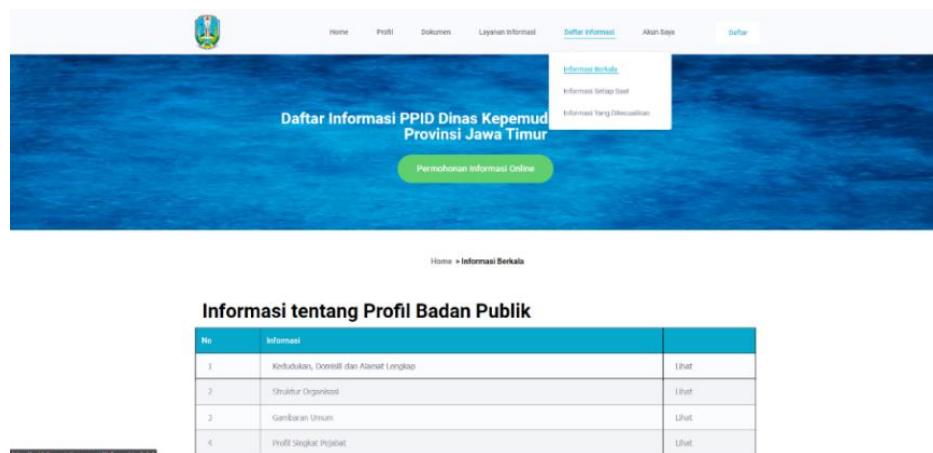 Home Profil Dokumen Layanan Informasi Daftar Informasi Akun Saya Daftar
Informasi Berkala
Informasi Setiap Saat
Informasi Yang Dikecualikan
Daftar Informasi PPID Dinas Kepemud
Provinsi Jawa Timur
Permohonan Informasi Online
Home » Informasi Berkala
Informasi tentang Profil Badan Publik
No Informasi
1 Kedudukan, Domisili dan Alamat Lengkap Lihat
2 Struktur Organisasi Lihat
3 Gambaran Umum Lihat
4 Profil Singkat Pejabat Lihat